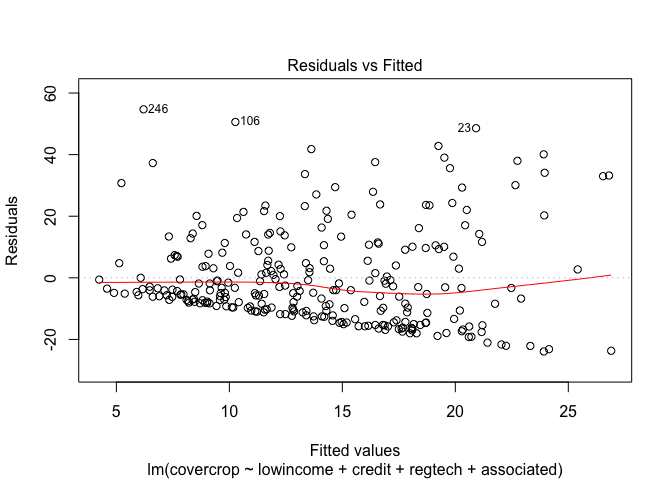 Residuals vs Fitted
Residuals
60
40
20
0
-20
246
106
23
5 10 15 20 25
Fitted values
lm(covercrop ~ lowincome + credit + regtech + associated)